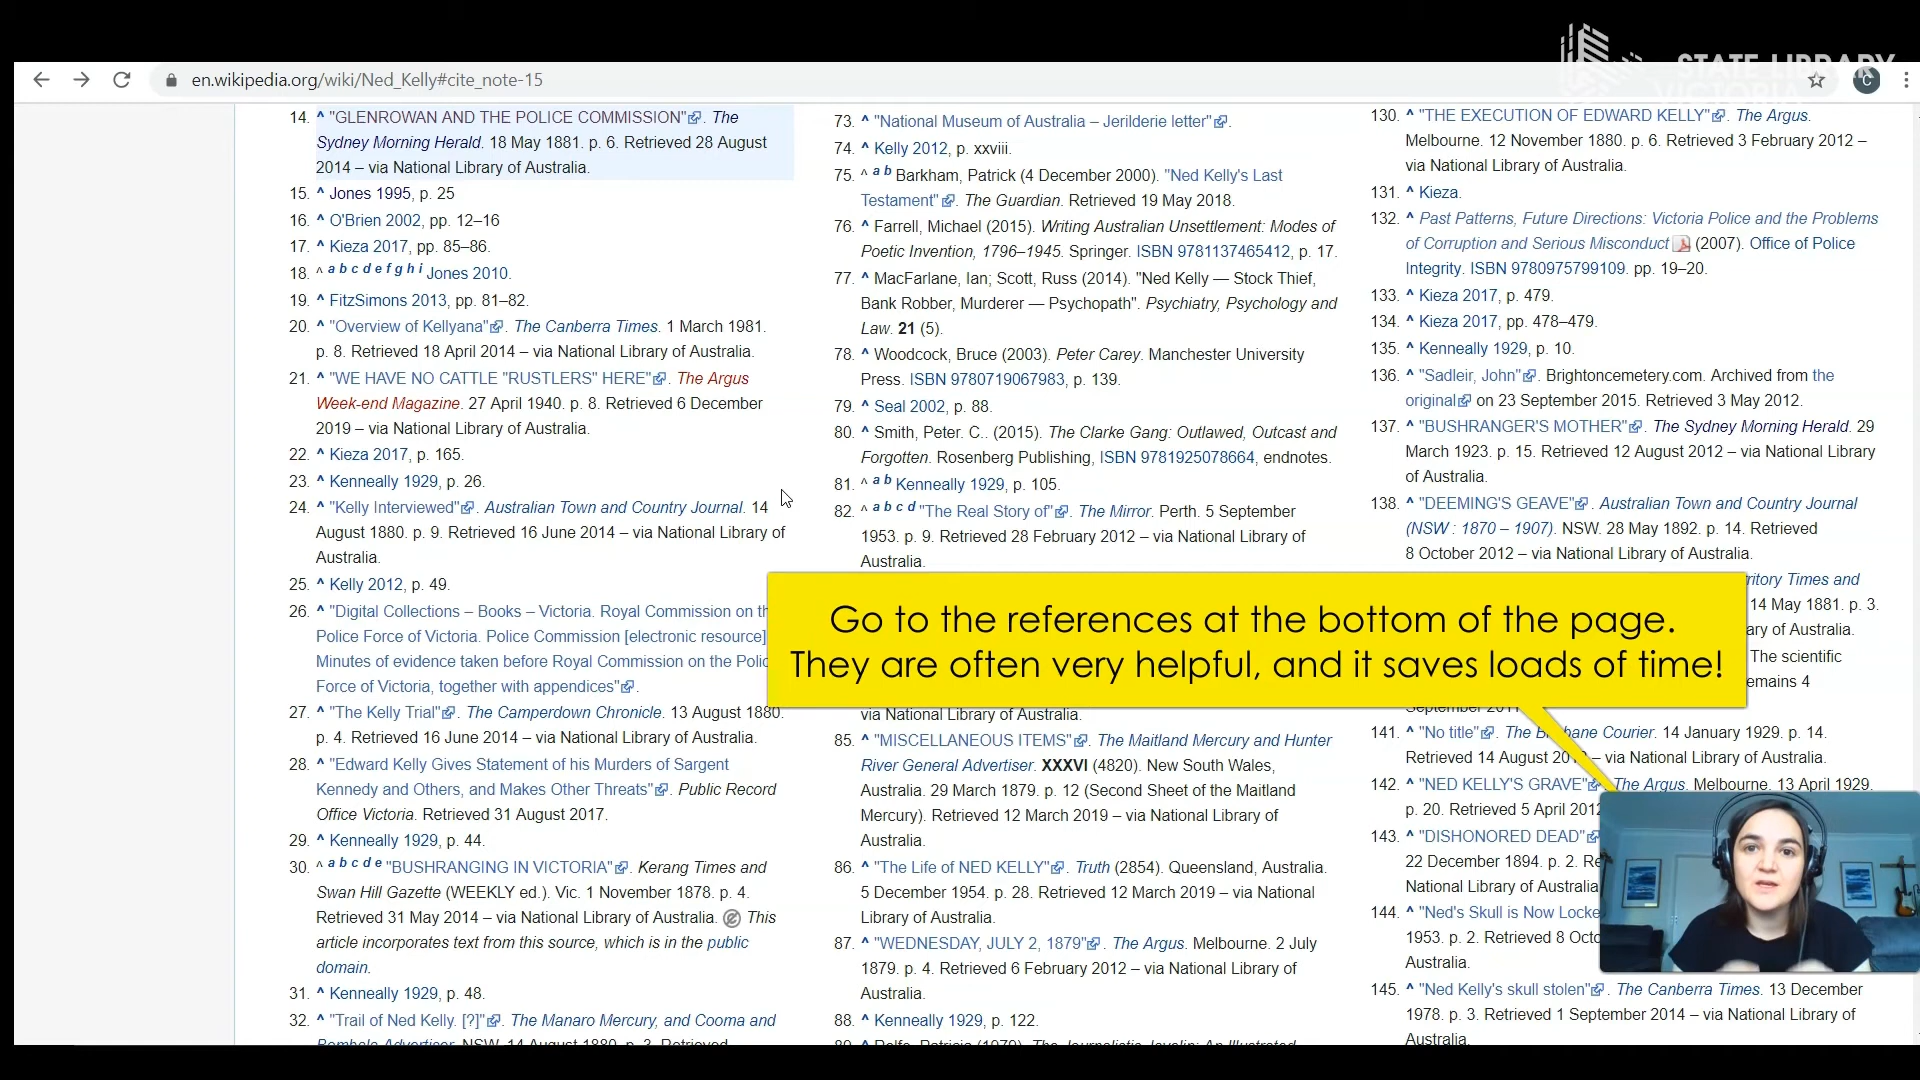 STATE LIBRARY
VICTORIA
en.wikipedia.org/wiki/Ned_Kelly#cite_note-15
C
14. ^ "GLENROWAN AND THE POLICE COMMISSION". The
Sydney Morning Herald. 18 May 1881. p. 6. Retrieved 28 August
2014 – via National Library of Australia.
15. ^ Jones 1995, p. 25
16. ^ O'Brien 2002, pp. 12–16
17. ^ Kieza 2017, pp. 85–86.
18. ^ a b c d e f g h i Jones 2010.
19. ^ FitzSimons 2013, pp. 81–82.
20. ^ "Overview of Kellyana". The Canberra Times. 1 March 1981.
p. 8. Retrieved 18 April 2014 – via National Library of Australia.
21. ^ "WE HAVE NO CATTLE "RUSTLERS" HERE". The Argus
Week-end Magazine. 27 April 1940. p. 8. Retrieved 6 December
2019 – via National Library of Australia.
22. ^ Kieza 2017, p. 165.
23. ^ Kenneally 1929, p. 26.
24. ^ "Kelly Interviewed". Australian Town and Country Journal. 14
August 1880. p. 9. Retrieved 16 June 2014 – via National Library of
Australia.
25. ^ Kelly 2012, p. 49.
26. ^ "Digital Collections – Books – Victoria. Royal Commission on th
Police Force of Victoria. Police Commission [electronic resource]
Minutes of evidence taken before Royal Commission on the Polic
Force of Victoria, together with appendices".
27. ^ "The Kelly Trial". The Camperdown Chronicle. 13 August 1880.
p. 4. Retrieved 16 June 2014 – via National Library of Australia.
28. ^ "Edward Kelly Gives Statement of his Murders of Sargent
Kennedy and Others, and Makes Other Threats". Public Record
Office Victoria. Retrieved 31 August 2017.
29. ^ Kenneally 1929, p. 44.
30. ^ a b c d e "BUSHRANGING IN VICTORIA". Kerang Times and
Swan Hill Gazette (WEEKLY ed.). Vic. 1 November 1878. p. 4.
Retrieved 31 May 2014 – via National Library of Australia. This
article incorporates text from this source, which is in the public
domain.
31. ^ Kenneally 1929, p. 48.
32. ^ "Trail of Ned Kelly. [?]". The Manaro Mercury, and Cooma and
Bombala Advertiser. NSW. 14 August 1880. p. 3. Retrieved
73. ^ "National Museum of Australia – Jerilderie letter".
74. ^ Kelly 2012, p. xxviii.
75. ^ a b Barkham, Patrick (4 December 2000). "Ned Kelly's Last
Testament". The Guardian. Retrieved 19 May 2018.
76. ^ Farrell, Michael (2015). Writing Australian Unsettlement: Modes of
Poetic Invention, 1796–1945. Springer. ISBN 9781137465412, p. 17.
77. ^ MacFarlane, Ian; Scott, Russ (2014). "Ned Kelly — Stock Thief,
Bank Robber, Murderer — Psychopath". Psychiatry, Psychology and
Law. 21 (5).
78. ^ Woodcock, Bruce (2003). Peter Carey. Manchester University
Press. ISBN 9780719067983, p. 139.
79. ^ Seal 2002, p. 88.
80. ^ Smith, Peter. C.. (2015). The Clarke Gang: Outlawed, Outcast and
Forgotten. Rosenberg Publishing, ISBN 9781925078664, endnotes.
81. ^ a b Kenneally 1929, p. 105.
82. ^ a b c d "The Real Story of". The Mirror. Perth. 5 September
1953. p. 9. Retrieved 28 February 2012 – via National Library of
Australia.
via National Library of Australia.
85. ^ "MISCELLANEOUS ITEMS". The Maitland Mercury and Hunter
River General Advertiser. XXXVI (4820). New South Wales,
Australia. 29 March 1879. p. 12 (Second Sheet of the Maitland
Mercury). Retrieved 12 March 2019 – via National Library of
Australia.
86. ^ "The Life of NED KELLY". Truth (2854). Queensland, Australia.
5 December 1954. p. 28. Retrieved 12 March 2019 – via National
Library of Australia.
87. ^ "WEDNESDAY, JULY 2, 1879". The Argus. Melbourne. 2 July
1879. p. 4. Retrieved 6 February 2012 – via National Library of
Australia.
88. ^ Kenneally 1929, p. 122.
89. ^ Rolfe, Patricia (1979). The Journalistic Javelin: An Illustrated
130. ^ "THE EXECUTION OF EDWARD KELLY". The Argus.
Melbourne. 12 November 1880. p. 6. Retrieved 3 February 2012 –
via National Library of Australia.
131. ^ Kieza.
132. ^ Past Patterns, Future Directions: Victoria Police and the Problems
of Corruption and Serious Misconduct (2007). Office of Police
Integrity. ISBN 9780975799109. pp. 19–20.
133. ^ Kieza 2017, p. 479.
134. ^ Kieza 2017, pp. 478–479.
135. ^ Kenneally 1929, p. 10.
136. ^ "Sadleir, John". Brightoncemetery.com. Archived from the
original on 23 September 2015. Retrieved 3 May 2012.
137. ^ "BUSHRANGER'S MOTHER". The Sydney Morning Herald. 29
March 1923. p. 15. Retrieved 12 August 2012 – via National Library
of Australia.
138. ^ "DEEMING'S GEAVE". Australian Town and Country Journal
(NSW : 1870 – 1907). NSW. 28 May 1892. p. 14. Retrieved
8 October 2012 – via National Library of Australia.
ritory Times and
14 May 1881. p. 3.
ary of Australia.
The scientific
emains 4
141. ^ "No title". The Brisbane Courier. 14 January 1929. p. 14.
Retrieved 14 August – via National Library of Australia.
142. ^ "NED KELLY'S GRAVE". The Argus. Melbourne. 13 April 1929.
p. 20. Retrieved 5 April 2012
143. ^ "DISHONORED DEAD"
22 December 1894. p. 2. Re
National Library of Australia
144. ^ "Ned's Skull is Now Locke
1953. p. 2. Retrieved 8 Octo
Australia.
145. ^ "Ned Kelly's skull stolen". The Canberra Times. 13 December
1978. p. 3. Retrieved 1 September 2014 – via National Library of
Australia.
Go to the references at the bottom of the page.
They are often very helpful, and it saves loads of time!